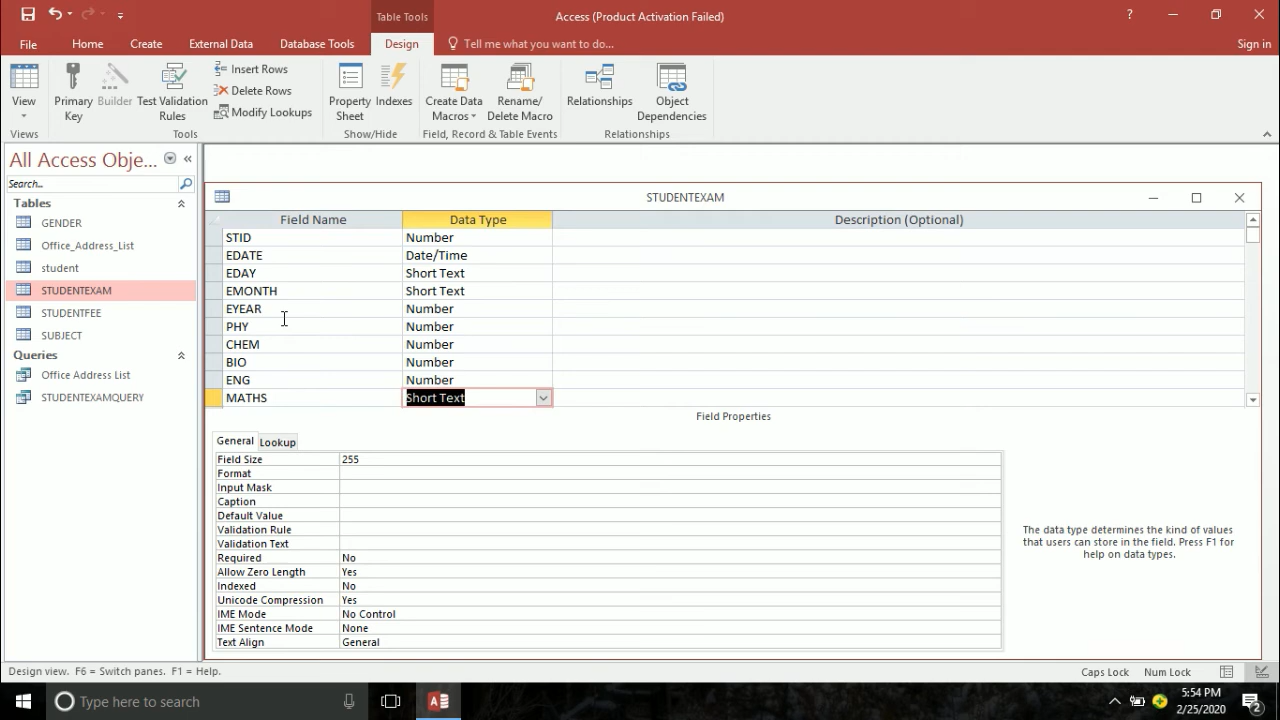 Table Tools
Access (Product Activation Failed)
?
File
Home
Create
External Data
Database Tools
Design
Tell me what you want to do...
Sign in
View
Primary Key
Builder
Test Validation Rules
Insert Rows
Delete Rows
Modify Lookups
Property Sheet
Indexes
Create Data Macros
Rename/ Delete Macro
Relationships
Object Dependencies
Views
Tools
Show/Hide
Field, Record & Table Events
Relationships
All Access Obje...
Search...
Tables
GENDER
Office_Address_List
student
STUDENTEXAM
STUDENTFEE
SUBJECT
Queries
Office Address List
STUDENTEXAMQUERY
STUDENTEXAM
Field Name Data Type Description (Optional)
STID Number
EDATE Date/Time
EDAY Short Text
EMONTH Short Text
EYEAR Number
PHY Number
CHEM Number
BIO Number
ENG Number
MATHS Short Text
Field Properties
General Lookup
Field Size 255
Format
Input Mask
Caption
Default Value
Validation Rule
Validation Text
Required No
Allow Zero Length Yes
Indexed No
Unicode Compression Yes
IME Mode No Control
IME Sentence Mode None
Text Align General
The data type determines the kind of values
that users can store in the field. Press F1 for
help on data types.
Design view. F6 = Switch panes. F1 = Help.
Caps Lock Num Lock
Type here to search
5:54 PM
2/25/2020
2